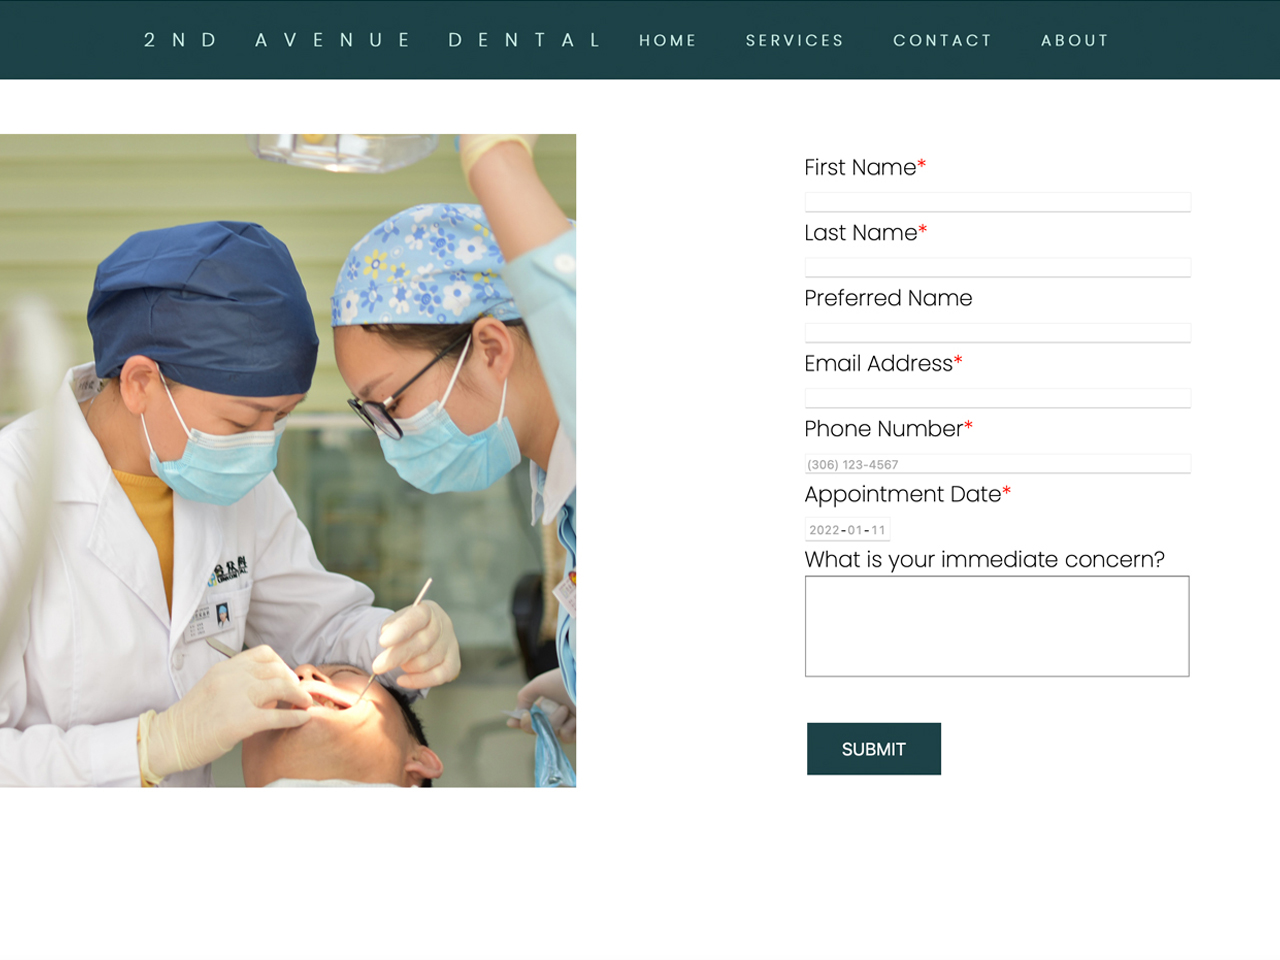 2ND AVENUE DENTAL HOME SERVICES CONTACT ABOUT
First Name*
Last Name*
Preferred Name
Email Address*
Phone Number*
(306) 123-4567
Appointment Date*
2022-01-11
What is your immediate concern?
SUBMIT